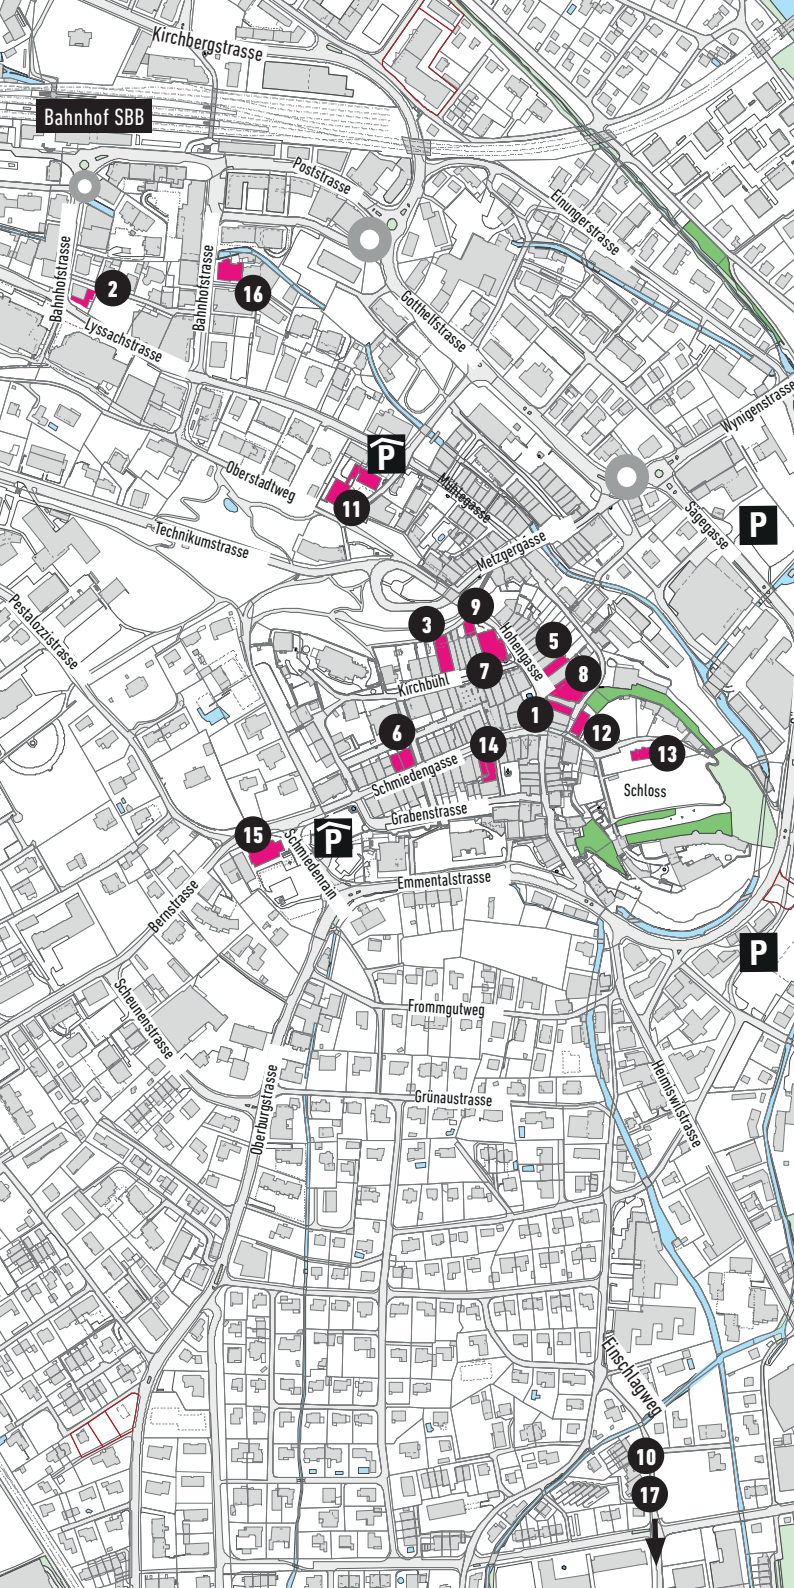 Kirchbergstrasse
Bahnhof SBB
Poststrasse
Einungerstrasse
Bahnhofstrasse
Bahnhofstrasse
2
16
Gotthelfstrasse
Lyssachstrasse
Wynigenstrasse
P
Oberstadtweg
Mühlegasse
11
Sägegasse
P
Technikumstrasse
Metzgergasse
Pestalozzistrasse
9
3
Hohengasse
5
7
8
Kirchbühl
1
6
12
14
13
Schmiedengasse
Schloss
Grabenstrasse
15
P
Schmiedenrain
Emmentalstrasse
Bernstrasse
P
Scheunenstrasse
Frommgutweg
Heimiswilstrasse
Grünaustrasse
Oberburgstrasse
Einschlagweg
10
17